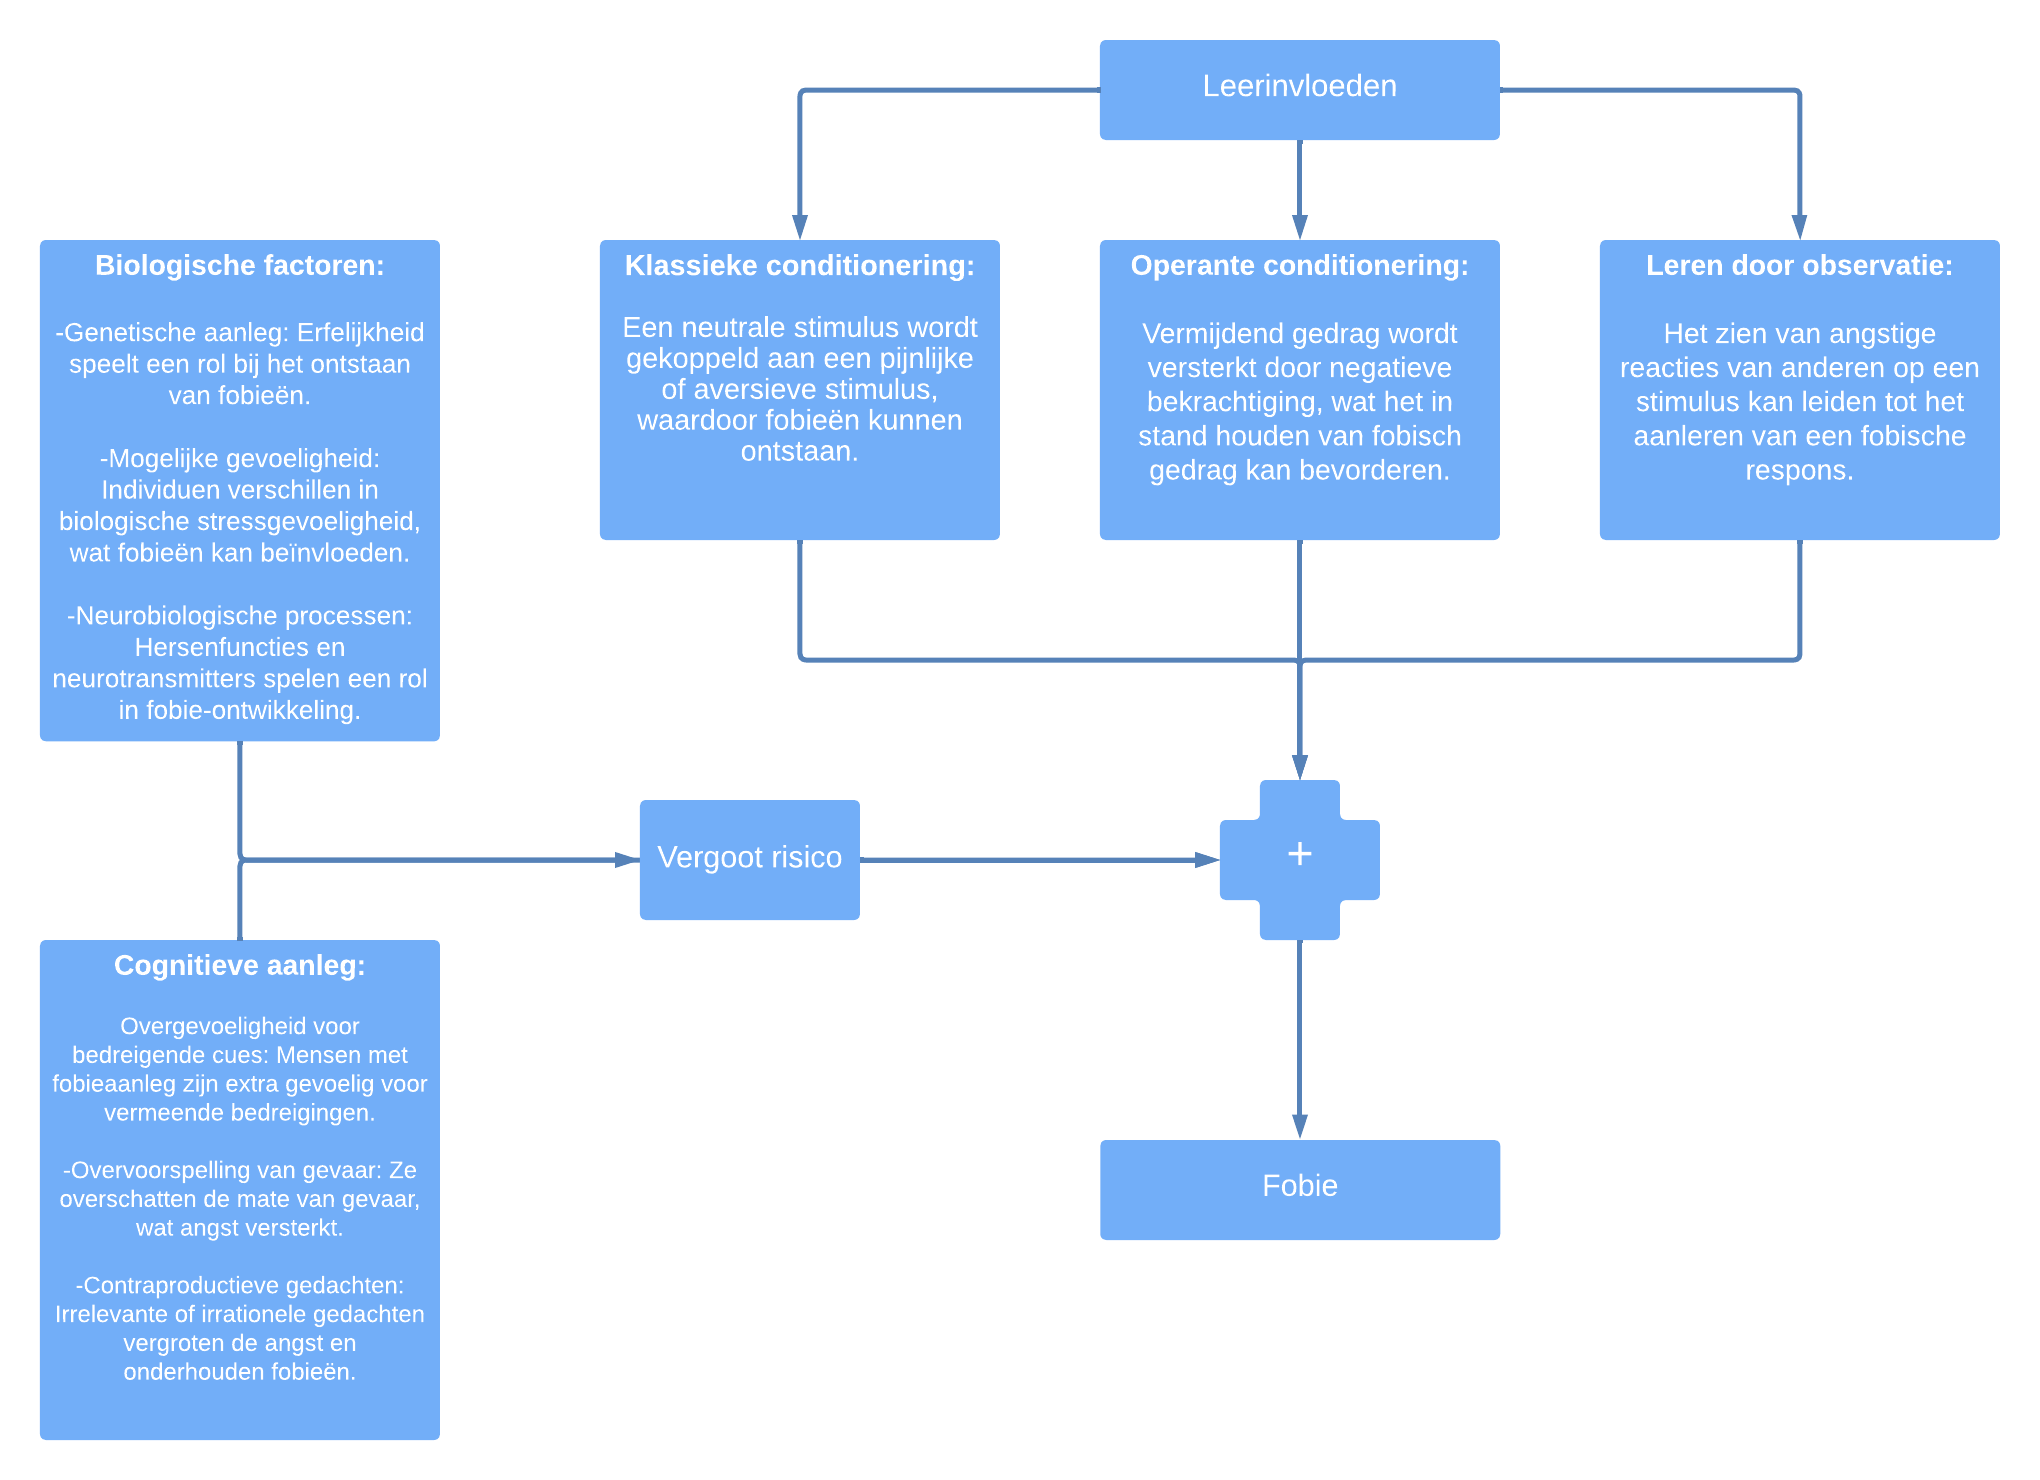 Leerinvloeden
Biologische factoren:
-Genetische aanleg: Erfelijkheid
speelt een rol bij het ontstaan
van fobieën.
-Mogelijke gevoeligheid:
Individuen verschillen in
biologische stressgevoeligheid,
wat fobieën kan beïnvloeden.
-Neurobiologische processen:
Hersenfuncties en
neurotransmitters spelen een rol
in fobie-ontwikkeling.
Klassieke conditionering:
Een neutrale stimulus wordt
gekoppeld aan een pijnlijke
of aversieve stimulus,
waardoor fobieën kunnen
ontstaan.
Operante conditionering:
Vermijdend gedrag wordt
versterkt door negatieve
bekrachtiging, wat het in
stand houden van fobisch
gedrag kan bevorderen.
Leren door observatie:
Het zien van angstige
reacties van anderen op een
stimulus kan leiden tot het
aanleren van een fobische
respons.
Vergoot risico
+
Cognitieve aanleg:
Overgevoeligheid voor
bedreigende cues: Mensen met
fobieaanleg zijn extra gevoelig voor
vermeende bedreigingen.
-Overvoorspelling van gevaar: Ze
overschatten de mate van gevaar,
wat angst versterkt.
-Contraproductieve gedachten:
Irrelevante of irrationele gedachten
vergroten de angst en
onderhouden fobieën.
Fobie